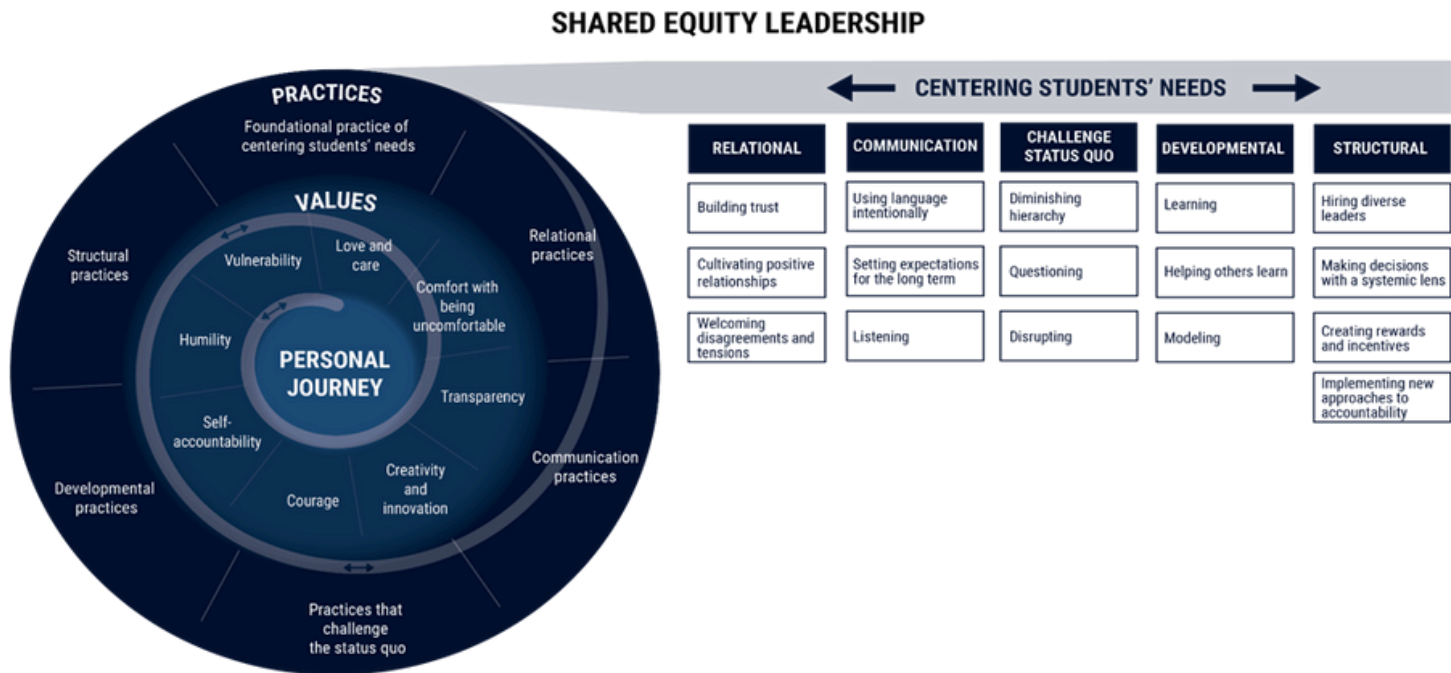 SHARED EQUITY LEADERSHIP
PRACTICES
Foundational practice of
centering students' needs
VALUES
Love and
care
Vulnerability
Comfort with
being
uncomfortable
Humility
PERSONAL
JOURNEY
Transparency
Self-
accountability
Creativity
and
innovation
Courage
Relational
practices
Structural
practices
Communication
practices
Developmental
practices
Practices that
challenge
the status quo
CENTERING STUDENTS' NEEDS
RELATIONAL
Building trust
Cultivating positive
relationships
Welcoming
disagreements and
tensions
COMMUNICATION
Using language
intentionally
Setting expectations
for the long term
Listening
CHALLENGE
STATUS QUO
Diminishing
hierarchy
Questioning
Disrupting
DEVELOPMENTAL
Learning
Helping others learn
Modeling
STRUCTURAL
Hiring diverse
leaders
Making decisions
with a systemic lens
Creating rewards
and incentives
Implementing new
approaches to
accountability